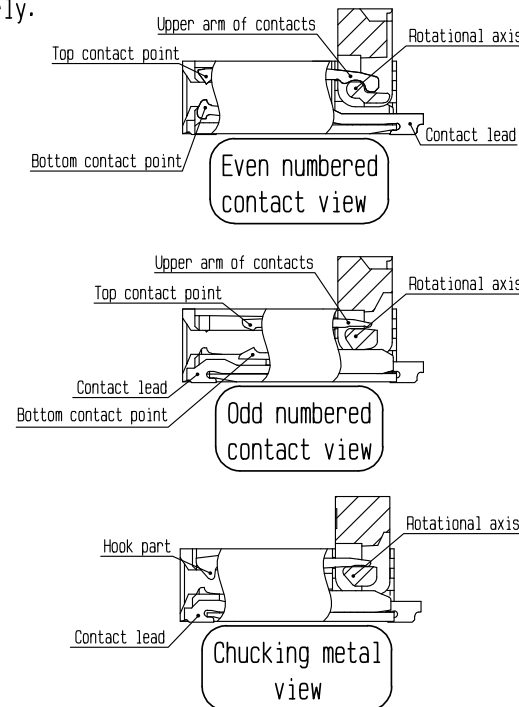 rly.
Upper arm of contacts
Rotational axis
Top contact point
Contact lead
Bottom contact point
Even numbered
contact view
Upper arm of contacts
Rotational axis
Top contact point
Contact lead
Bottom contact point
Odd numbered
contact view
Rotational axis
Hook part
Contact lead
Chucking metal
view